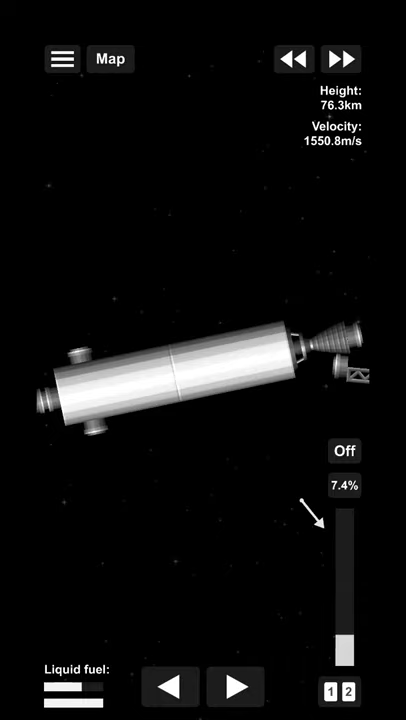 Map
Height:
76.3km
Velocity:
1550.8m/s
Off
7.4%
Liquid fuel:
1 2